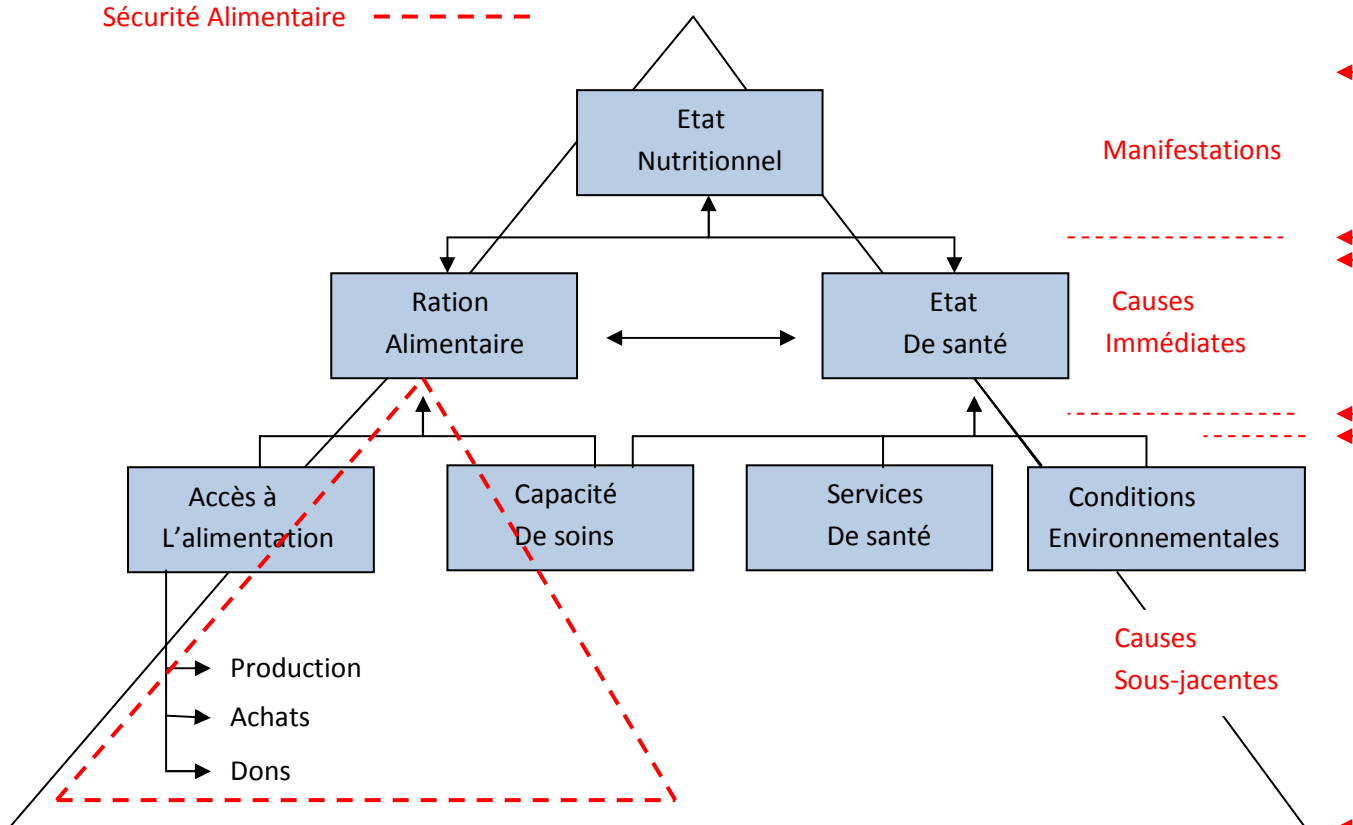 Sécurité Alimentaire
Etat
Nutritionnel
Manifestations
Ration
Alimentaire
Etat
De santé
Causes
Immédiates
Accès à
L’alimentation
Capacité
De soins
Services
De santé
Conditions
Environnementales
Causes
Sous-jacentes
Production
Achats
Dons